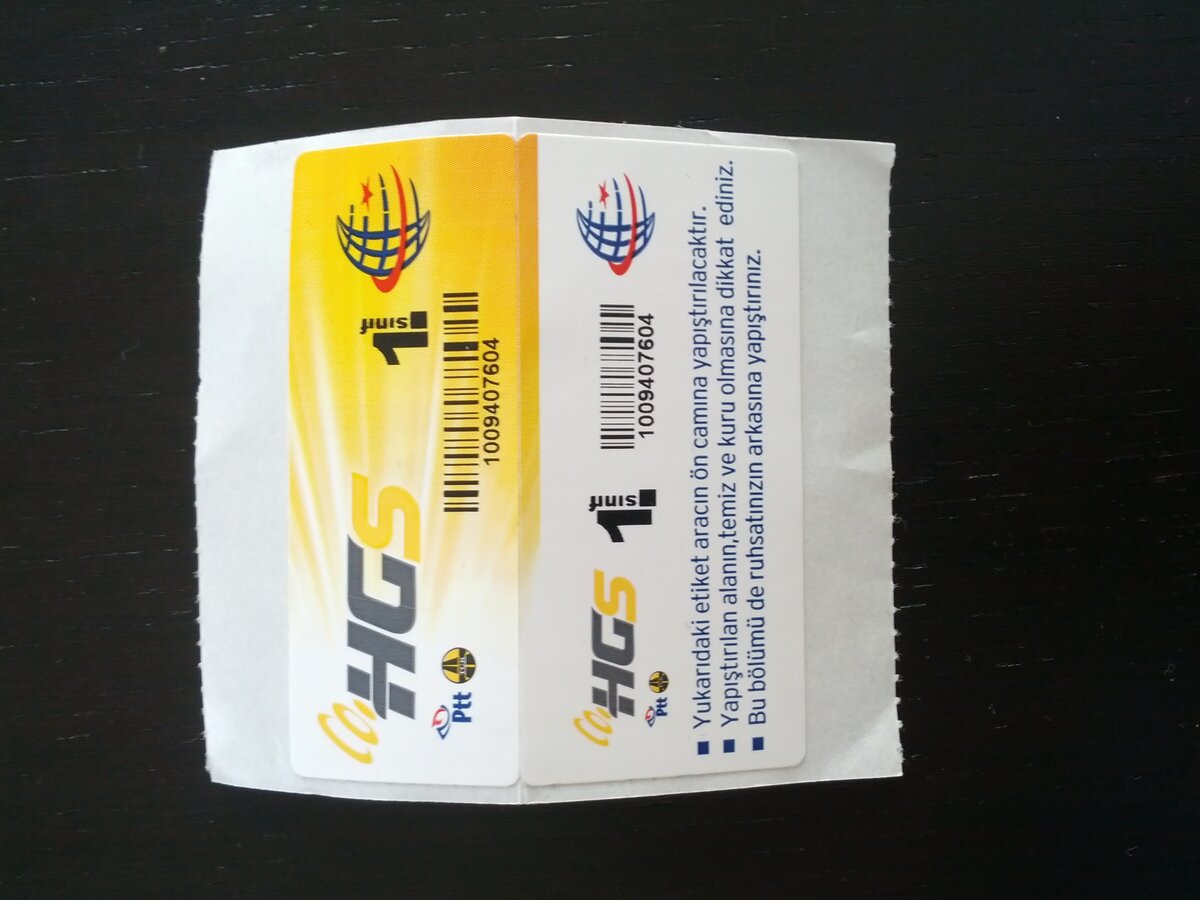 HGS
1. sınıf
1009407604
Ptt
HGS
1. sınıf
1009407604
Ptt
Yukarıdaki etiket aracın ön camına yapıştırılacaktır.
Yapıştırılan alanın,temiz ve kuru olmasına dikkat ediniz.
Bu bölümü de ruhsatınızın arkasına yapıştırınız.